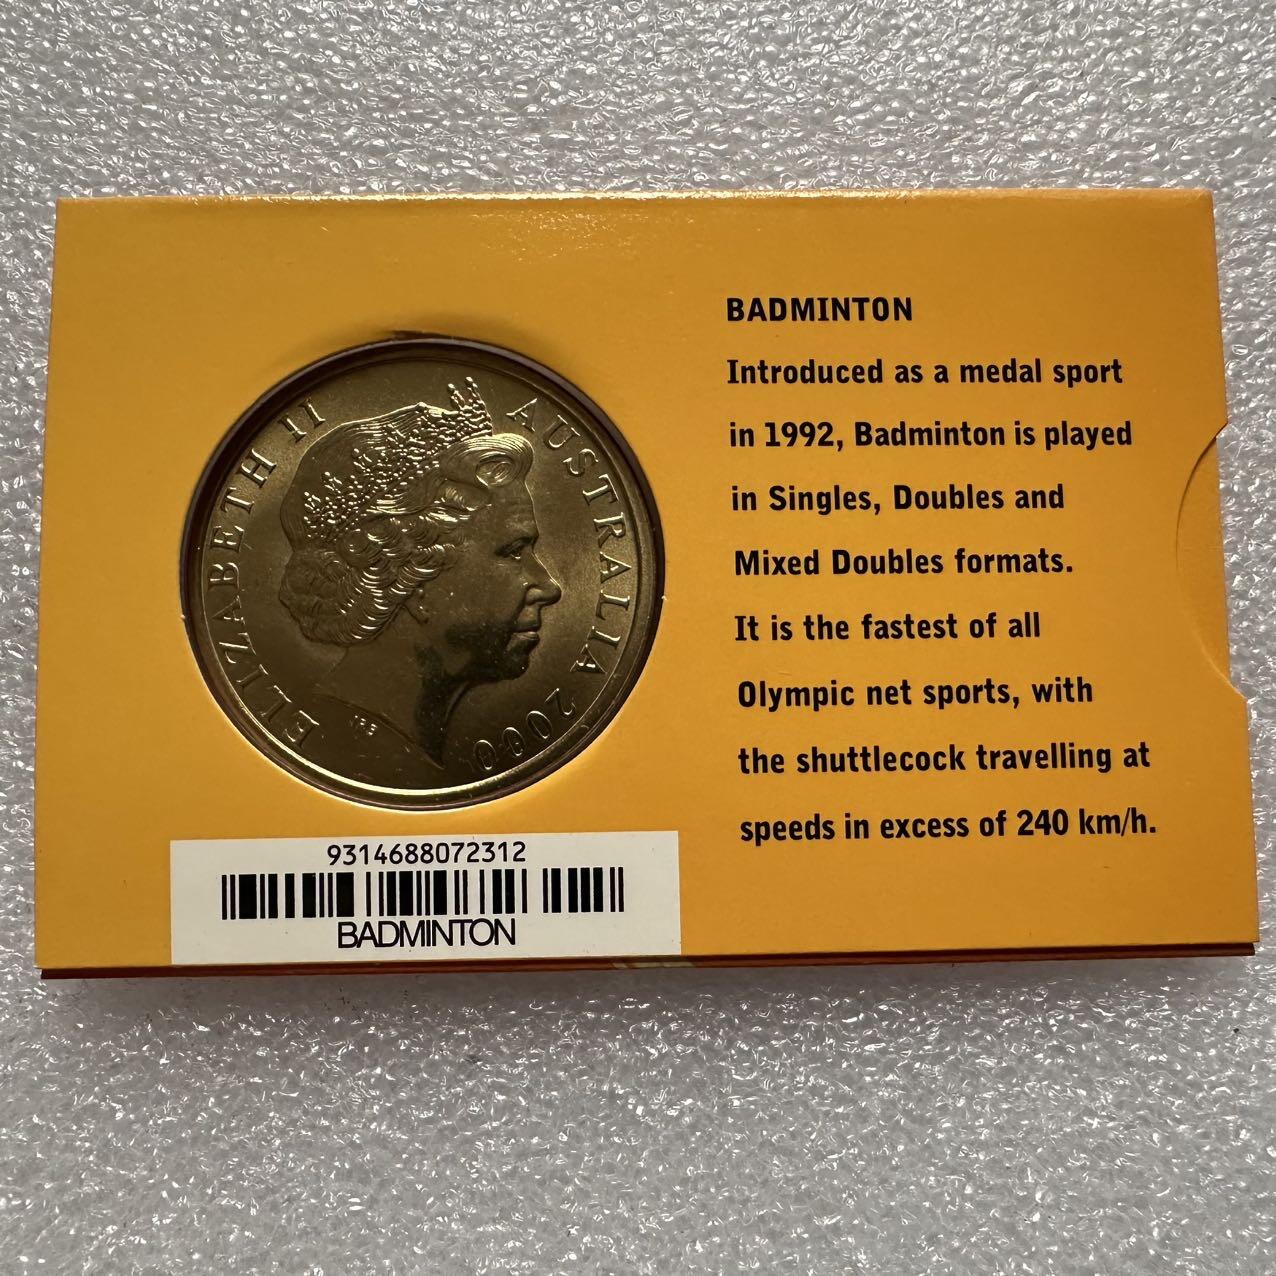 ELIZABETH II AUSTRALIA 2000
IRB
BADMINTON
Introduced as a medal sport
in 1992, Badminton is played
in Singles, Doubles and
Mixed Doubles formats.
It is the fastest of all
Olympic net sports, with
the shuttlecock travelling at
speeds in excess of 240 km/h.
9314688072312
BADMINTON